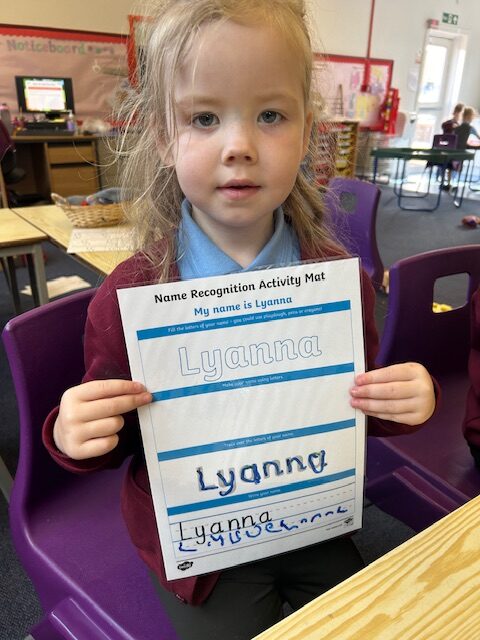 Noticeboard
Name Recognition Activity Mat
My name is Lyanna
Fill the letters of your name - you could use playdough, pens or crayons!
Lyanna
Make your name using letters.
Trace over the letters of your name.
Lyanna
Write your name.
Lyanna